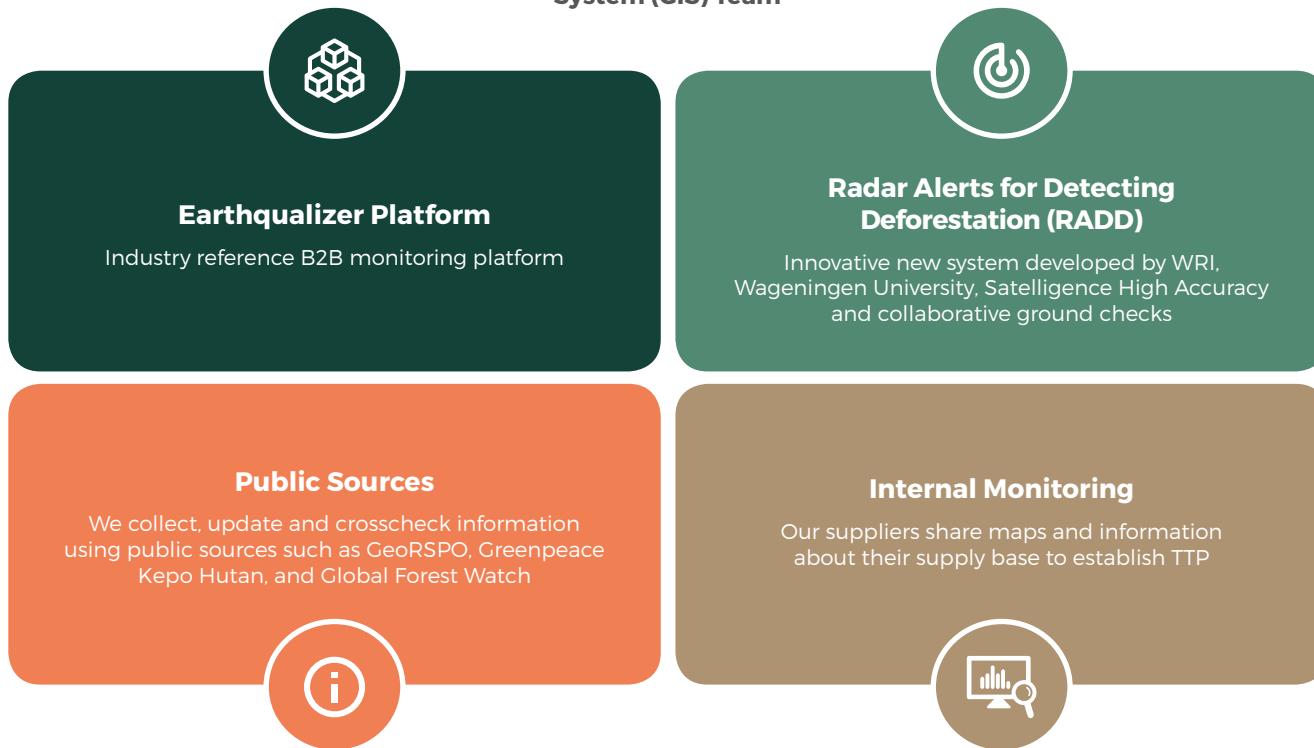 System (GIS) Team
Earthqualizer Platform
Industry reference B2B monitoring platform
Radar Alerts for Detecting
Deforestation (RADD)
Innovative new system developed by WRI,
Wageningen University, Satelligence High Accuracy
and collaborative ground checks
Public Sources
We collect, update and crosscheck information
using public sources such as GeoRSPO, Greenpeace
Kepo Hutan, and Global Forest Watch
Internal Monitoring
Our suppliers share maps and information
about their supply base to establish TTP